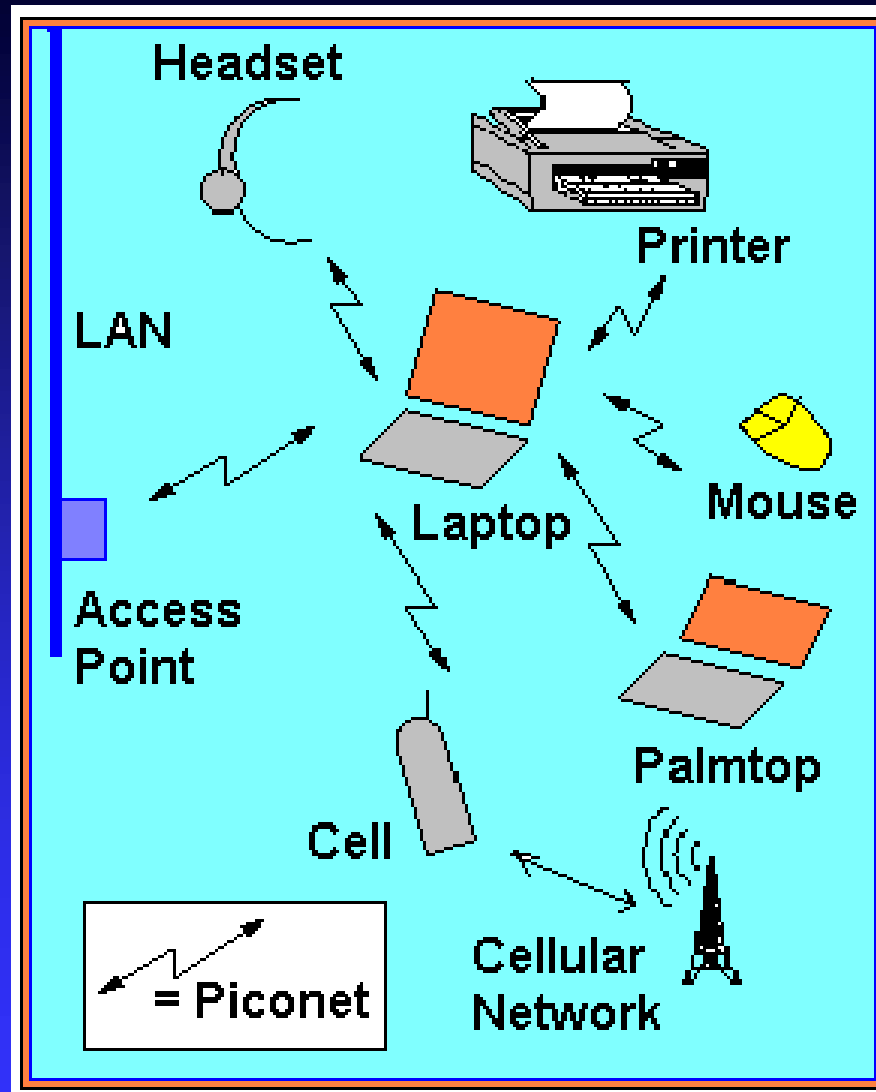 Headset
Printer
LAN
Mouse
Laptop
Access
Point
Palmtop
Cell
Cellular
Network
= Piconet